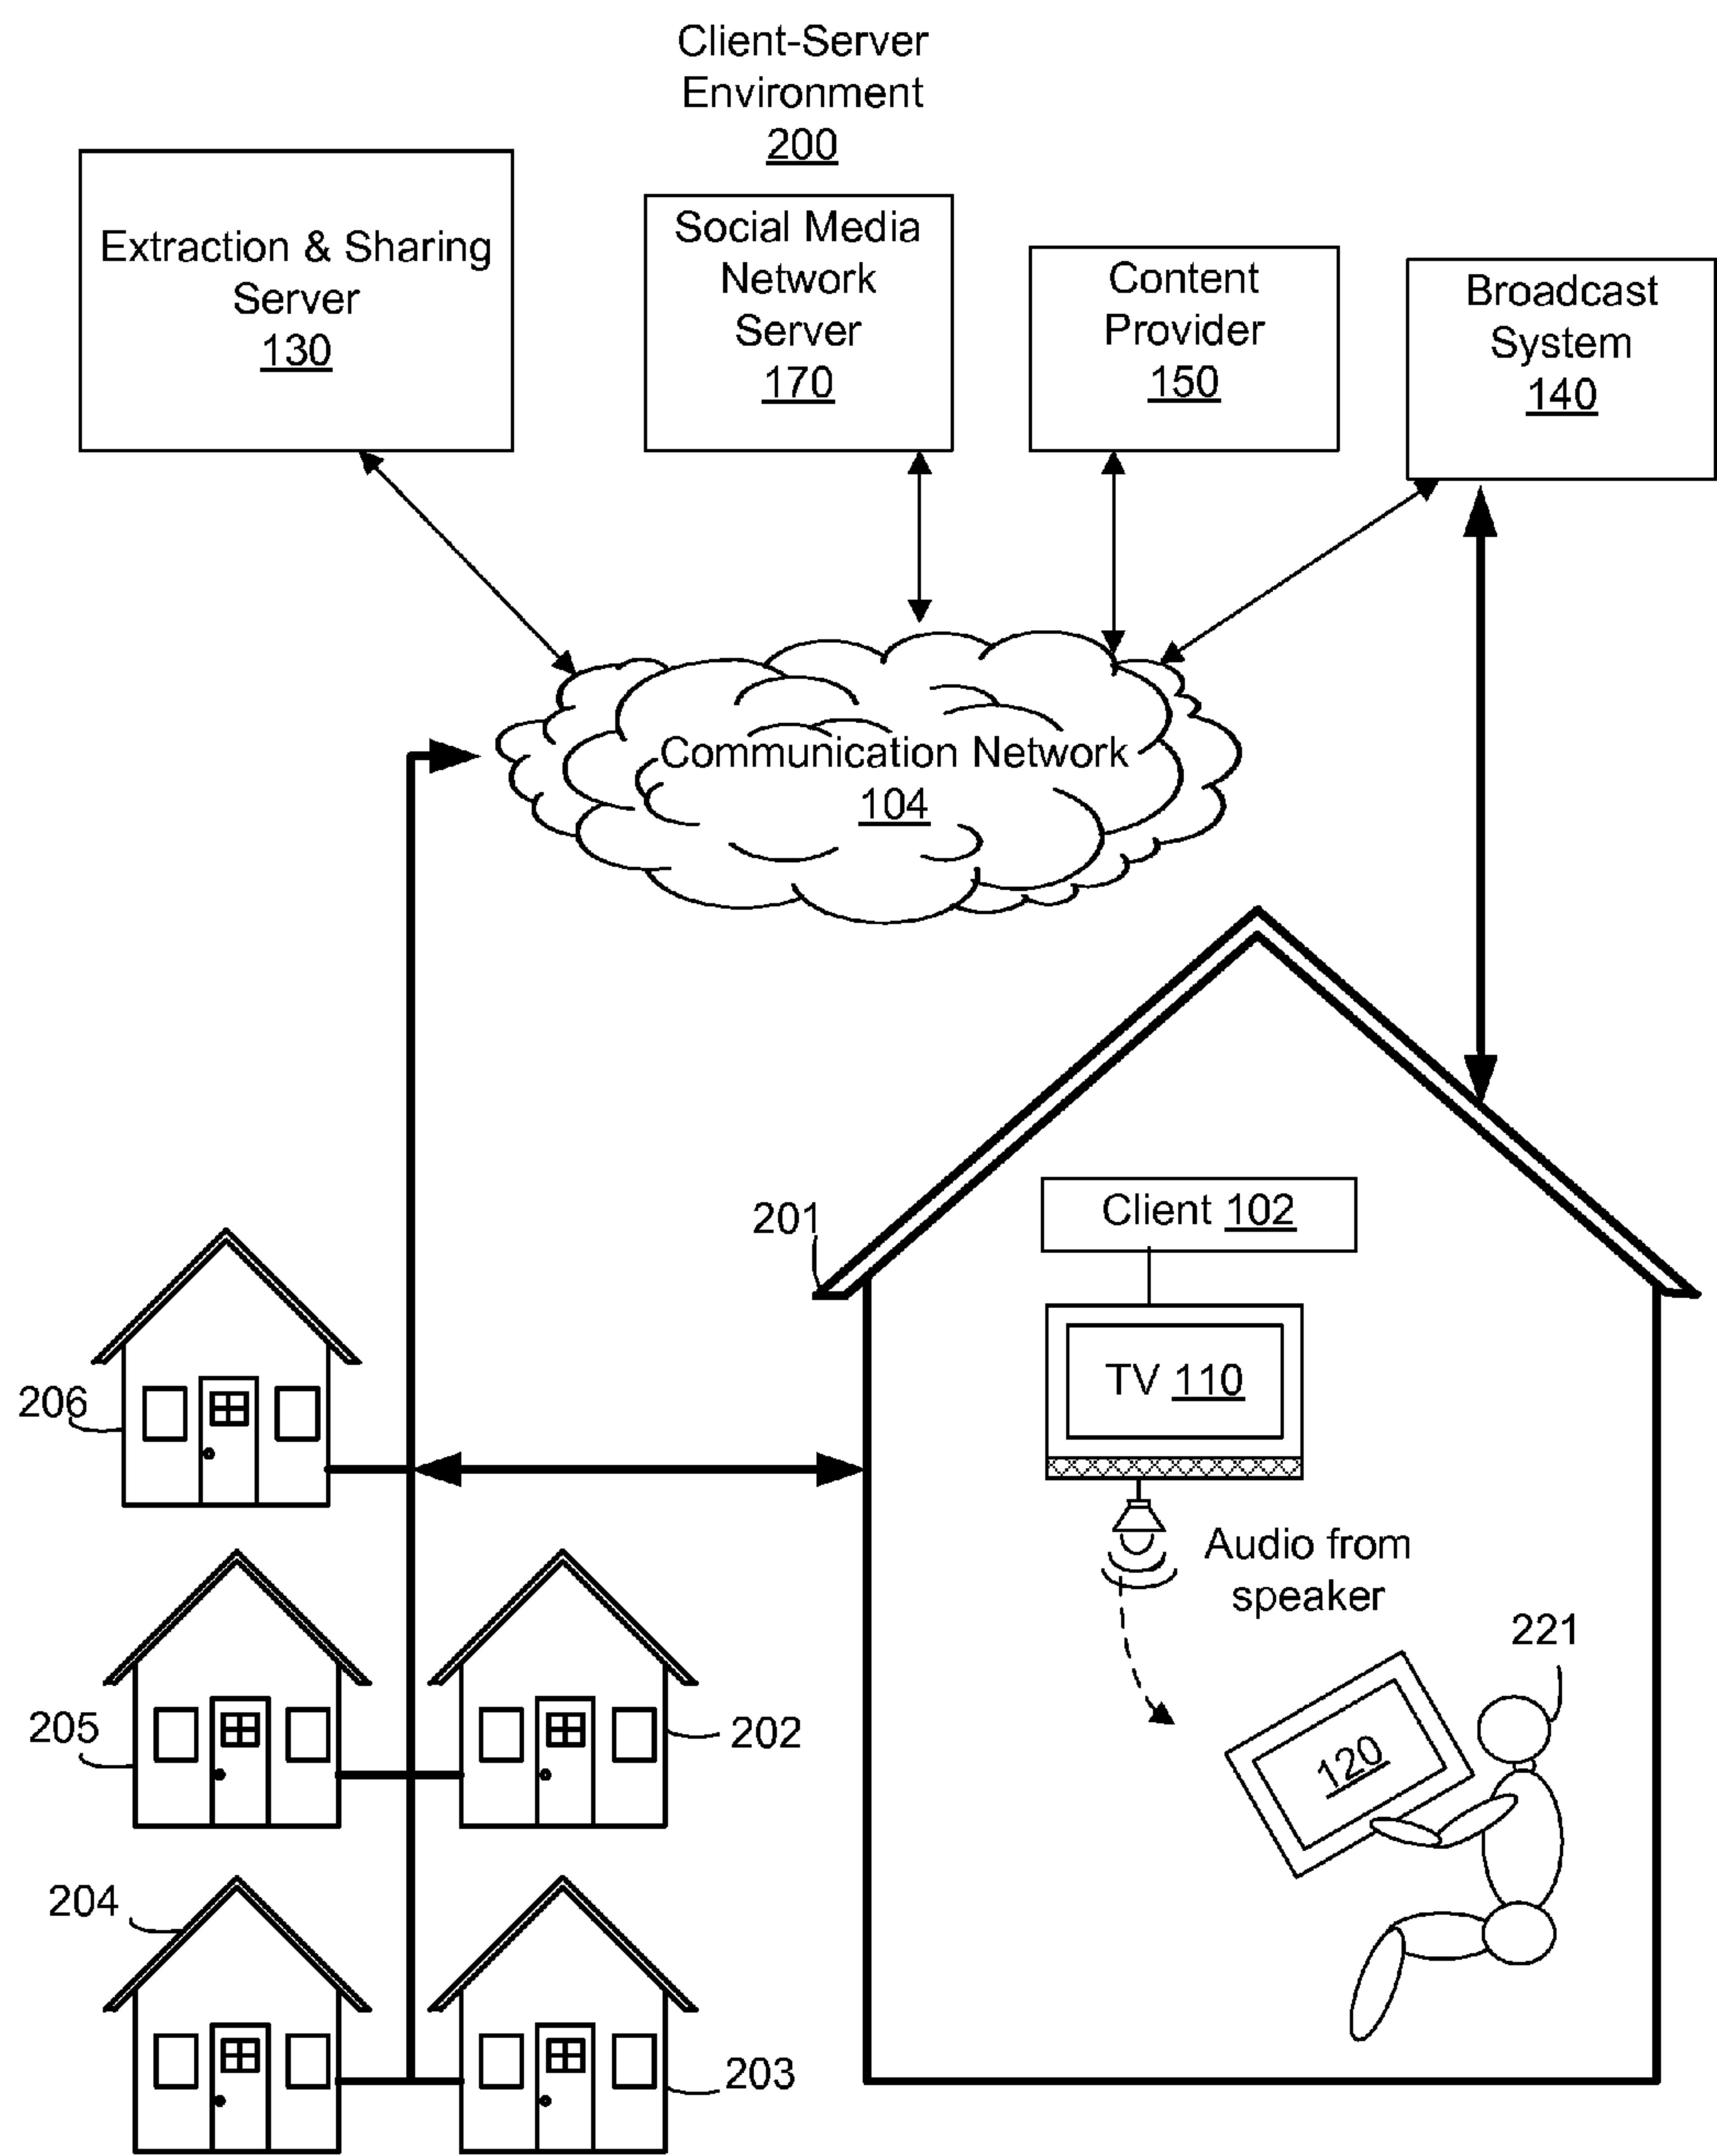 Client-Server
Environment
200
Extraction & Sharing
Server
130
Social Media
Network
Server
170
Content
Provider
150
Broadcast
System
140
Communication Network
104
201
Client 102
TV 110
206
Audio from
speaker
221
205
202
120
204
203